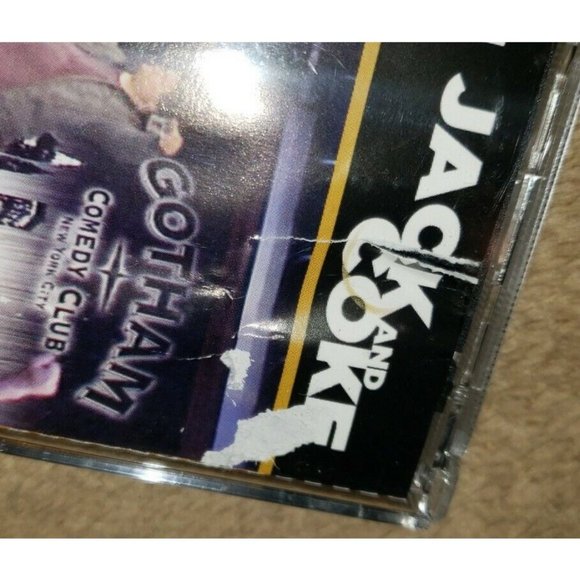 JACK
AND
COKE
GOTHAM
COMEDY CLUB
NEW YORK CITY